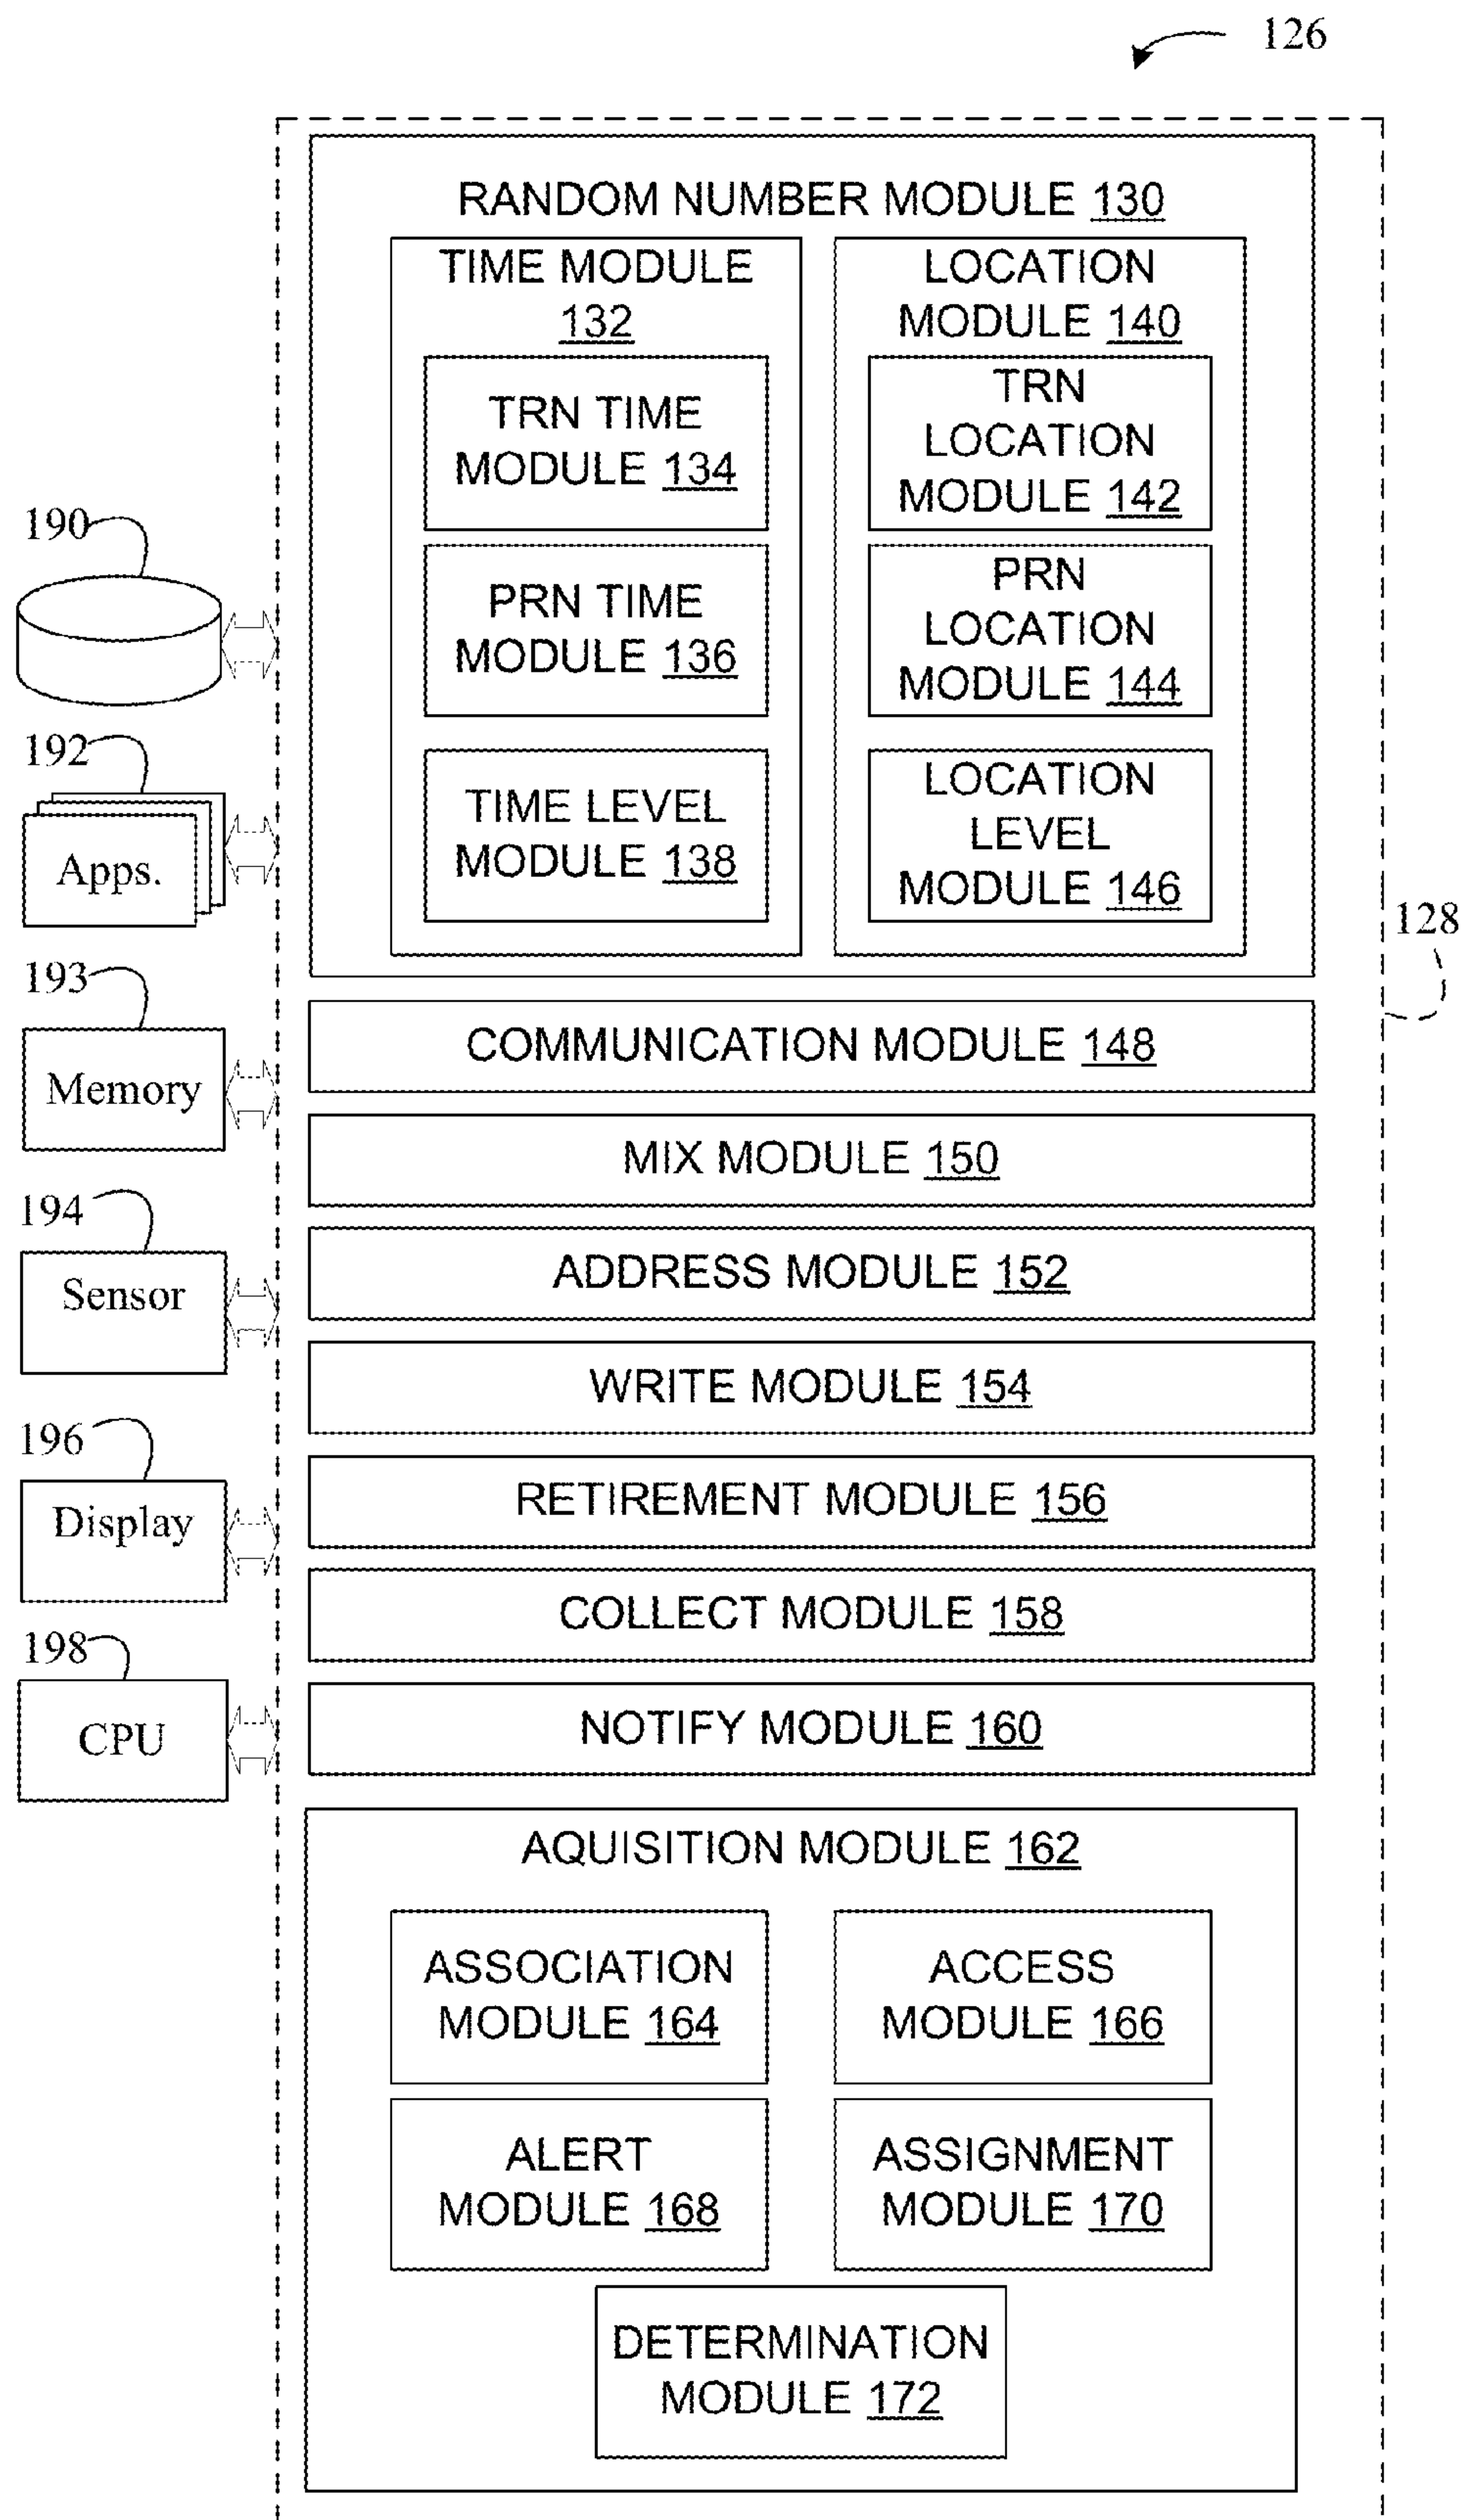 126
RANDOM NUMBER MODULE 130
TIME MODULE
132
TRN TIME
MODULE 134
PRN TIME
MODULE 136
TIME LEVEL
MODULE 138
LOCATION
MODULE 140
TRN
LOCATION
MODULE 142
PRN
LOCATION
MODULE 144
LOCATION
LEVEL
MODULE 146
128
190
192
Apps.
193
Memory
194
Sensor
196
Display
198
CPU
COMMUNICATION MODULE 148
MIX MODULE 150
ADDRESS MODULE 152
WRITE MODULE 154
RETIREMENT MODULE 156
COLLECT MODULE 158
NOTIFY MODULE 160
AQUISITION MODULE 162
ASSOCIATION
MODULE 164
ACCESS
MODULE 166
ALERT
MODULE 168
ASSIGNMENT
MODULE 170
DETERMINATION
MODULE 172